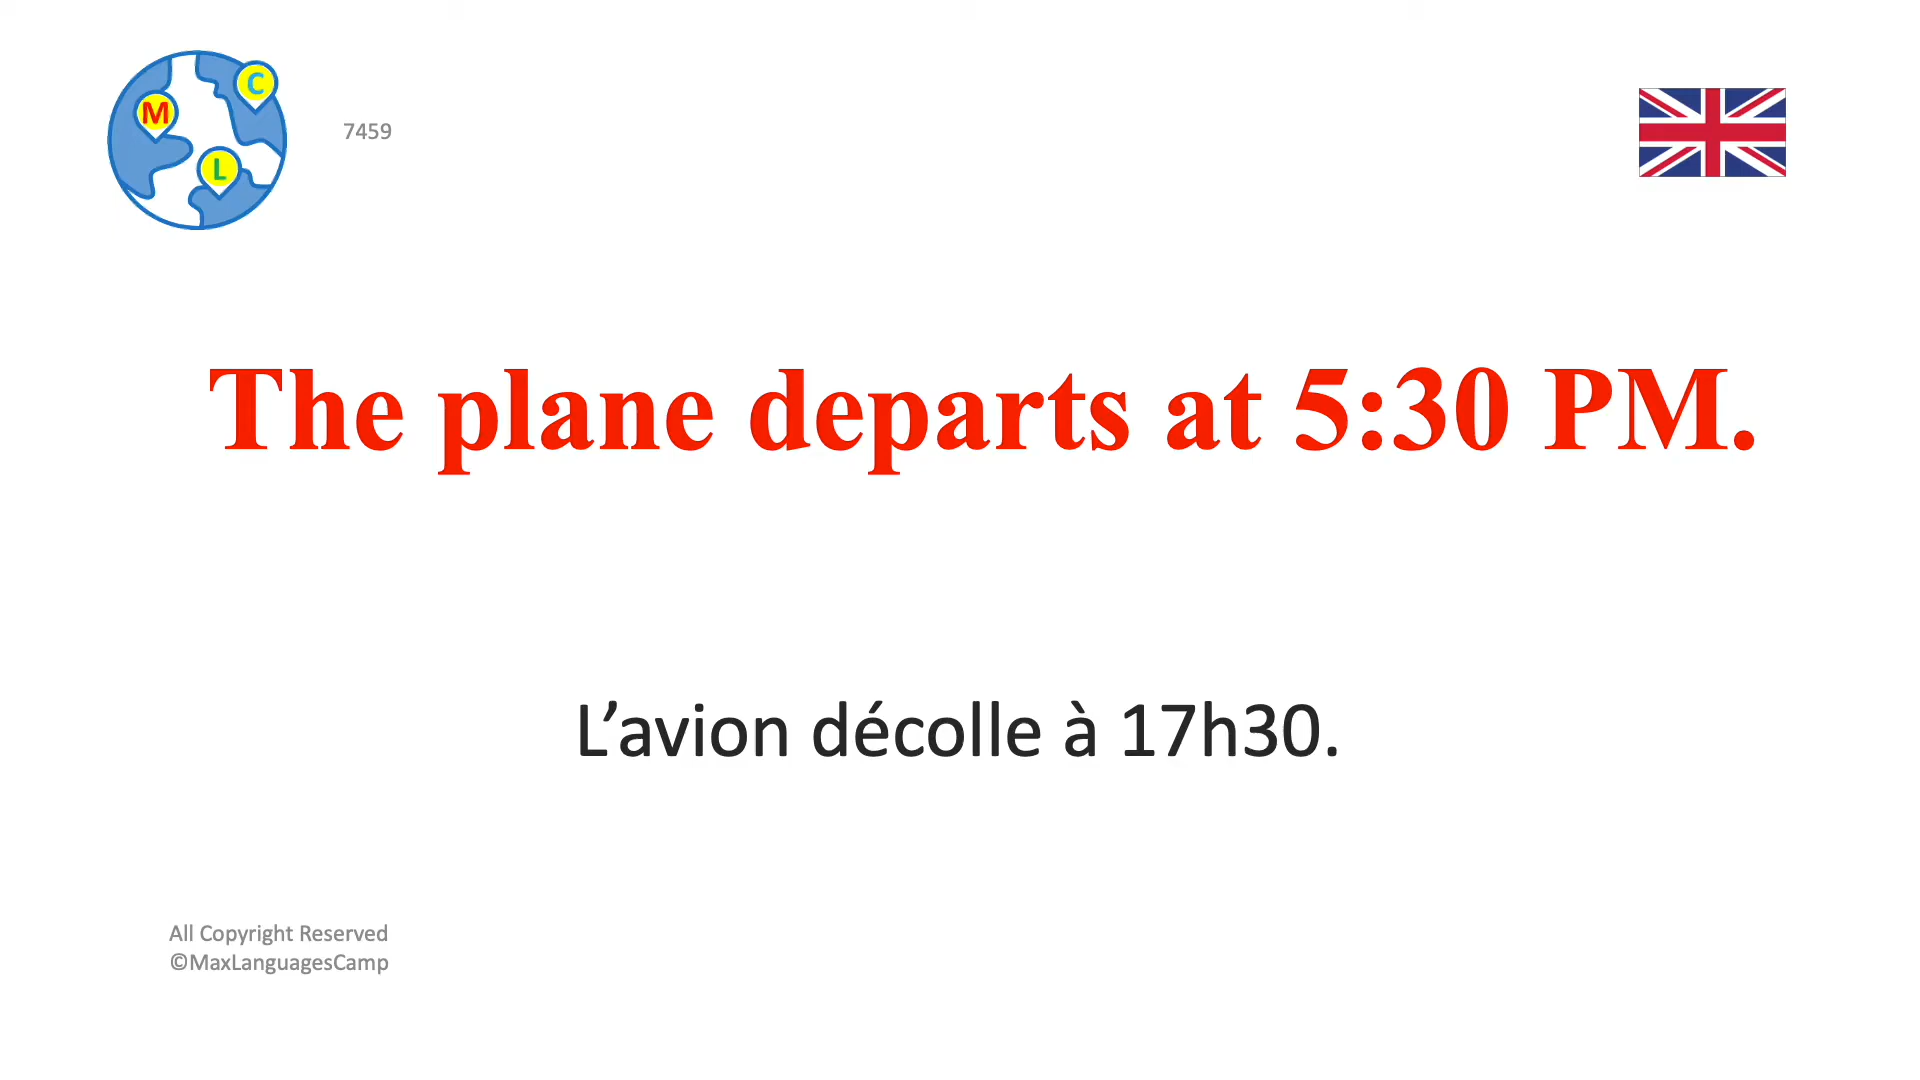 C
M
7459
L
The plane departs at 5:30 PM.
L’avion décolle à 17h30.
All Copyright Reserved
©MaxLanguagesCamp